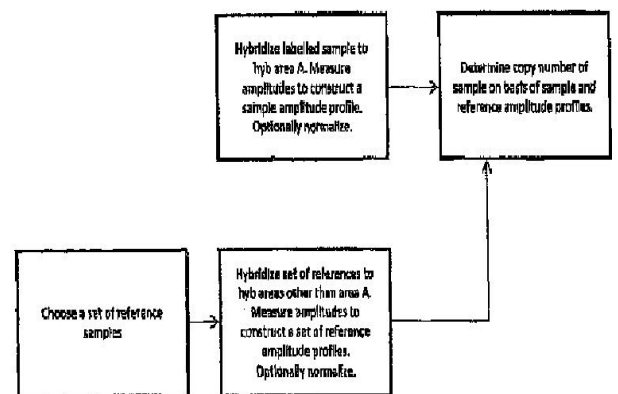 Hybridize labelled sample to
hyb area A. Measure
amplitudes to construct a
sample amplitude profile.
Optionally normalize.
Determine copy number of
sample on basis of sample and
reference amplitude profiles.
Choose a set of reference
samples
Hybridize set of references to
hyb areas other than area A.
Measure amplitudes to
construct a set of reference
amplitude profiles.
Optionally normalize.